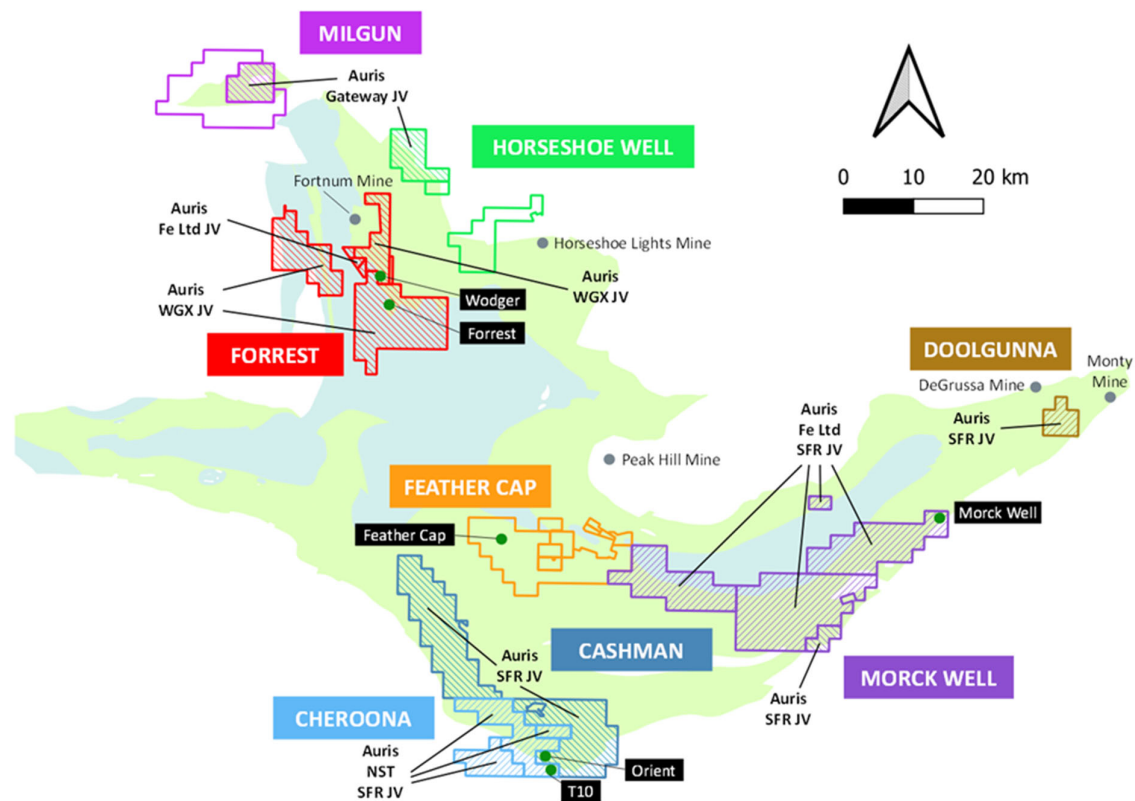 MILGUN
Auris
Gateway JV
HORSESHOE WELL
0 10 20 km
Fortnum Mine
Auris
Fe Ltd JV
Horseshoe Lights Mine
Auris
WGX JV
Auris
WGX JV
Wodger
Forrest
FORREST
DOOLGUNNA
Monty
Mine
DeGrussa Mine
Auris
Fe Ltd
SFR JV
Auris
SFR JV
Peak Hill Mine
FEATHER CAP
Morck Well
Feather Cap
CASHMAN
Auris
SFR JV
MORCK WELL
Auris
SFR JV
CHEROONA
Auris
NST
SFR JV
Orient
T10